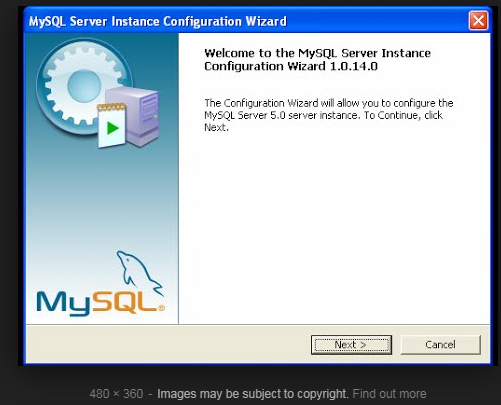 MySQL Server Instance Configuration Wizard
Welcome to the MySQL Server Instance
Configuration Wizard 1.0.14.0
The Configuration Wizard will allow you to configure the
MySQL Server 5.0 server instance. To Continue, click
Next.
MySQL®
Next >
Cancel
480 × 360 - Images may be subject to copyright. Find out more